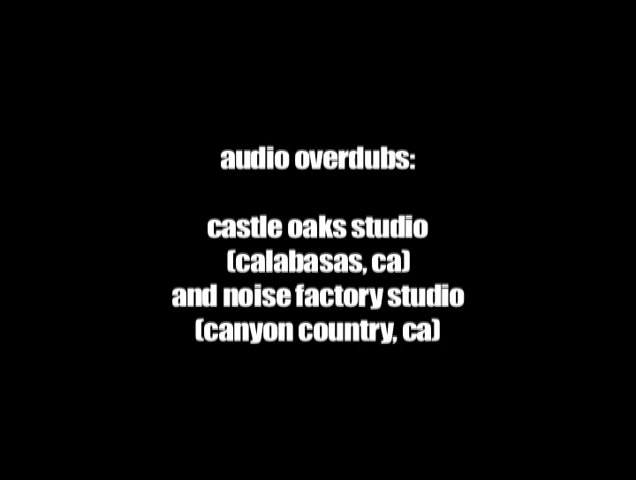 audio overdubs:
castle oaks studio
(calabasas, ca)
and noise factory studio
(canyon country, ca)